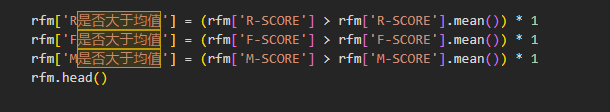 rfm['R是否大于均值'] = (rfm['R-SCORE'] > rfm['R-SCORE'].mean()) * 1
rfm['F是否大于均值'] = (rfm['F-SCORE'] > rfm['F-SCORE'].mean()) * 1
rfm['M是否大于均值'] = (rfm['M-SCORE'] > rfm['M-SCORE'].mean()) * 1
rfm.head()